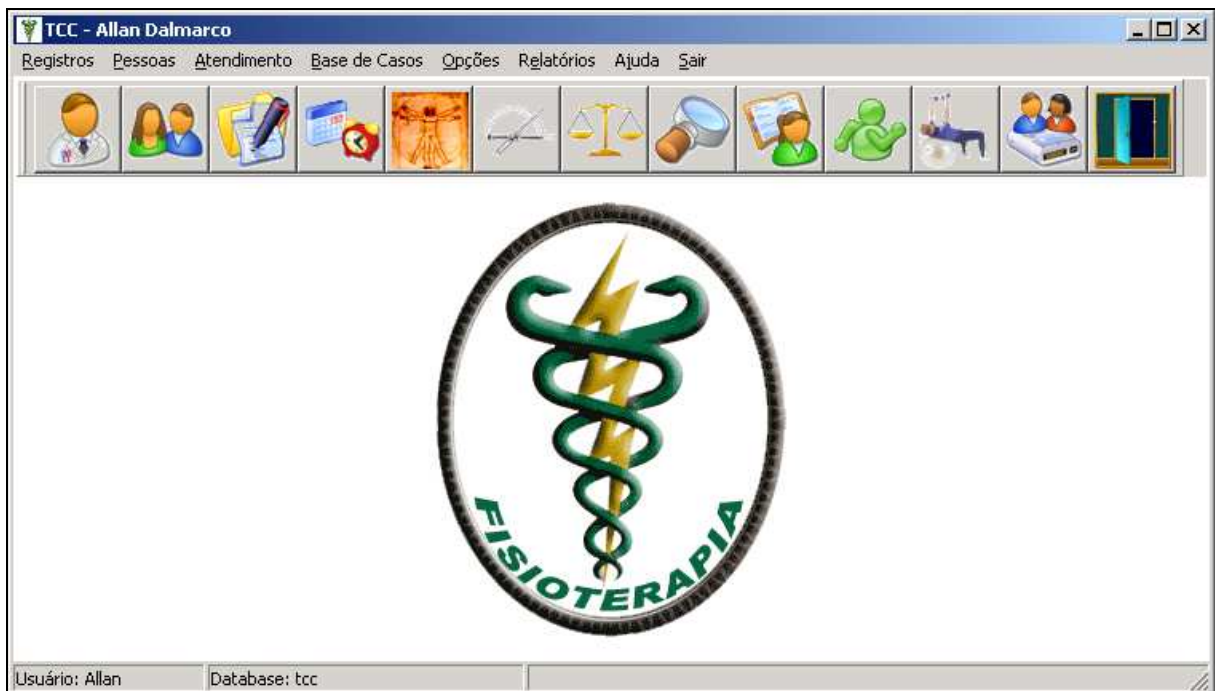 TCC - Allan Dalmarco
Registros Pessoas Atendimento Base de Casos Opções Relatórios Ajuda Sair
FISIOTERAPIA
Usuário: Allan Database: tcc